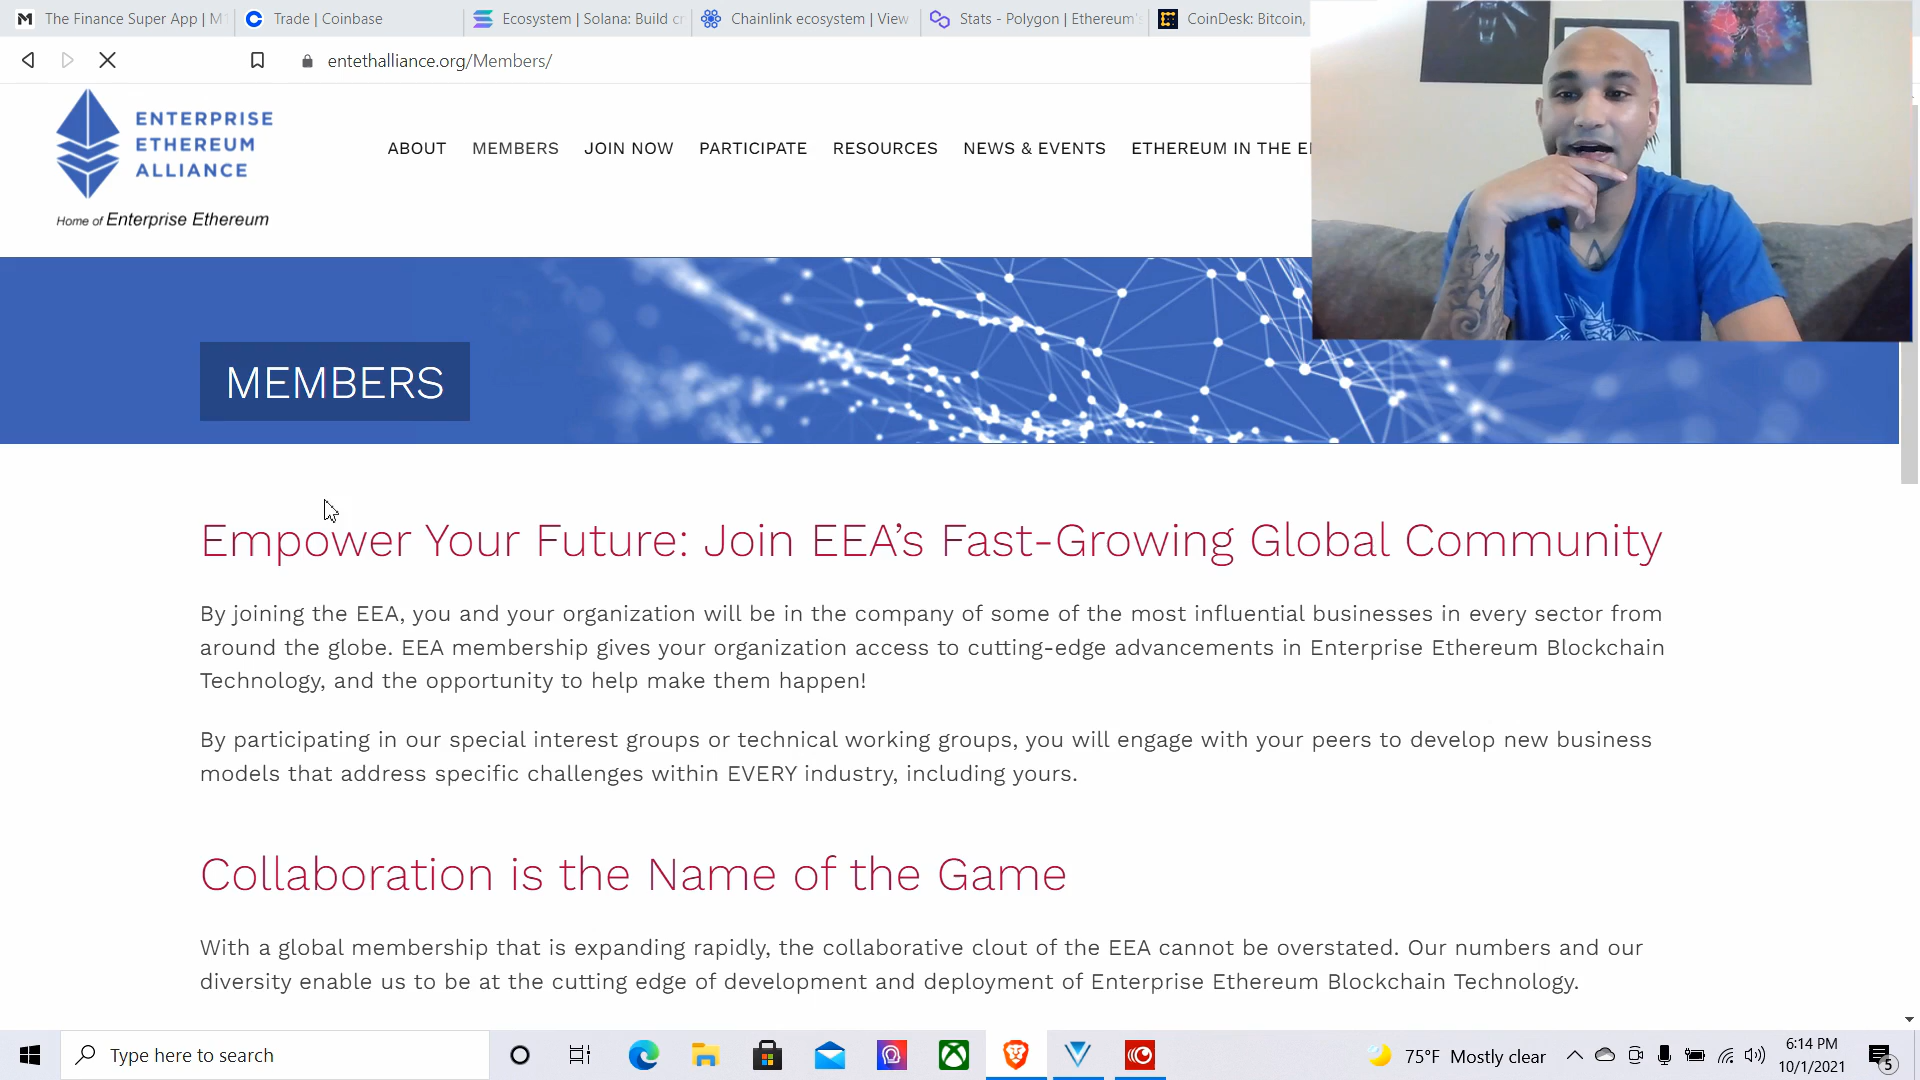 The Finance Super App | M1
Trade | Coinbase
Ecosystem | Solana: Build cr
Chainlink ecosystem | View
Stats - Polygon | Ethereum's
CoinDesk: Bitcoin,
entethalliance.org/Members/
ENTERPRISE
ETHEREUM
ALLIANCE
Home of Enterprise Ethereum
ABOUT
MEMBERS
JOIN NOW
PARTICIPATE
RESOURCES
NEWS & EVENTS
ETHEREUM IN THE E
MEMBERS
Empower Your Future: Join EEA’s Fast-Growing Global Community
By joining the EEA, you and your organization will be in the company of some of the most influential businesses in every sector from
around the globe. EEA membership gives your organization access to cutting-edge advancements in Enterprise Ethereum Blockchain
Technology, and the opportunity to help make them happen!
By participating in our special interest groups or technical working groups, you will engage with your peers to develop new business
models that address specific challenges within EVERY industry, including yours.
Collaboration is the Name of the Game
With a global membership that is expanding rapidly, the collaborative clout of the EEA cannot be overstated. Our numbers and our
diversity enable us to be at the cutting edge of development and deployment of Enterprise Ethereum Blockchain Technology.
Type here to search
75°F Mostly clear
6:14 PM
10/1/2021
5